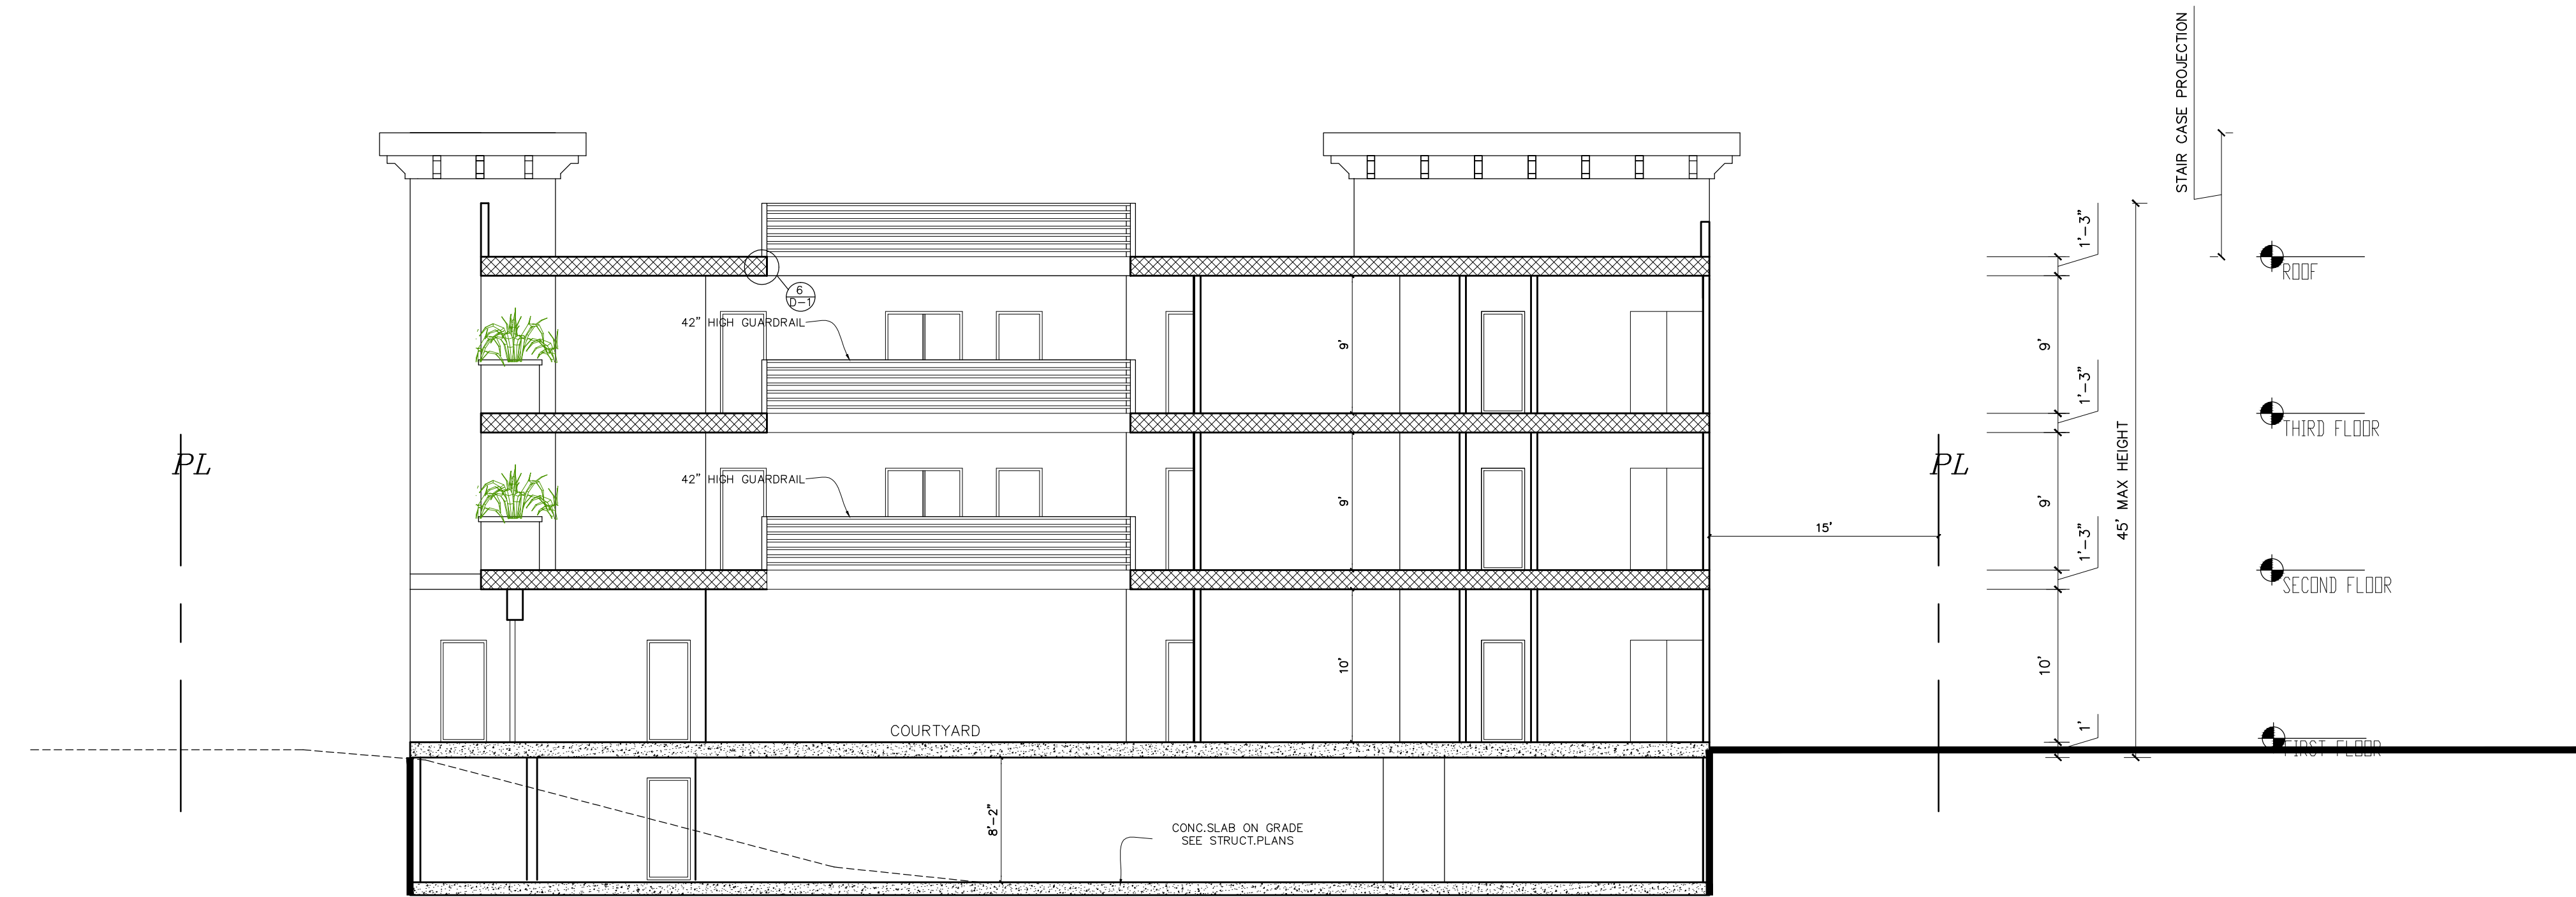 STAIR CASE PROJECTION
1'-3"
ROOF
6
D-1
42" HIGH GUARDRAIL
9'
9'
1'-3"
THIRD FLOOR
PL
PL
45' MAX HEIGHT
42" HIGH GUARDRAIL
9'
9'
15'
1'-3"
SECOND FLOOR
10'
10'
COURTYARD
1'
FIRST FLOOR
8'-2"
CONC.SLAB ON GRADE
SEE STRUCT.PLANS